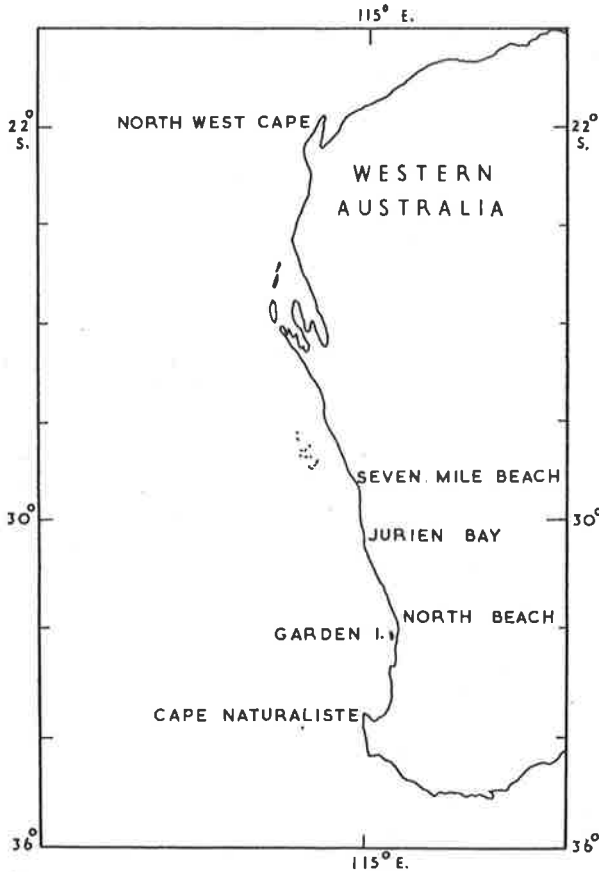 115° E.
22°
S.
NORTH WEST CAPE
22°
S.
WESTERN
AUSTRALIA
SEVEN MILE BEACH
30°
30°
JURIEN BAY
NORTH BEACH
GARDEN I.
CAPE NATURALISTE
36°
36°
115° E.